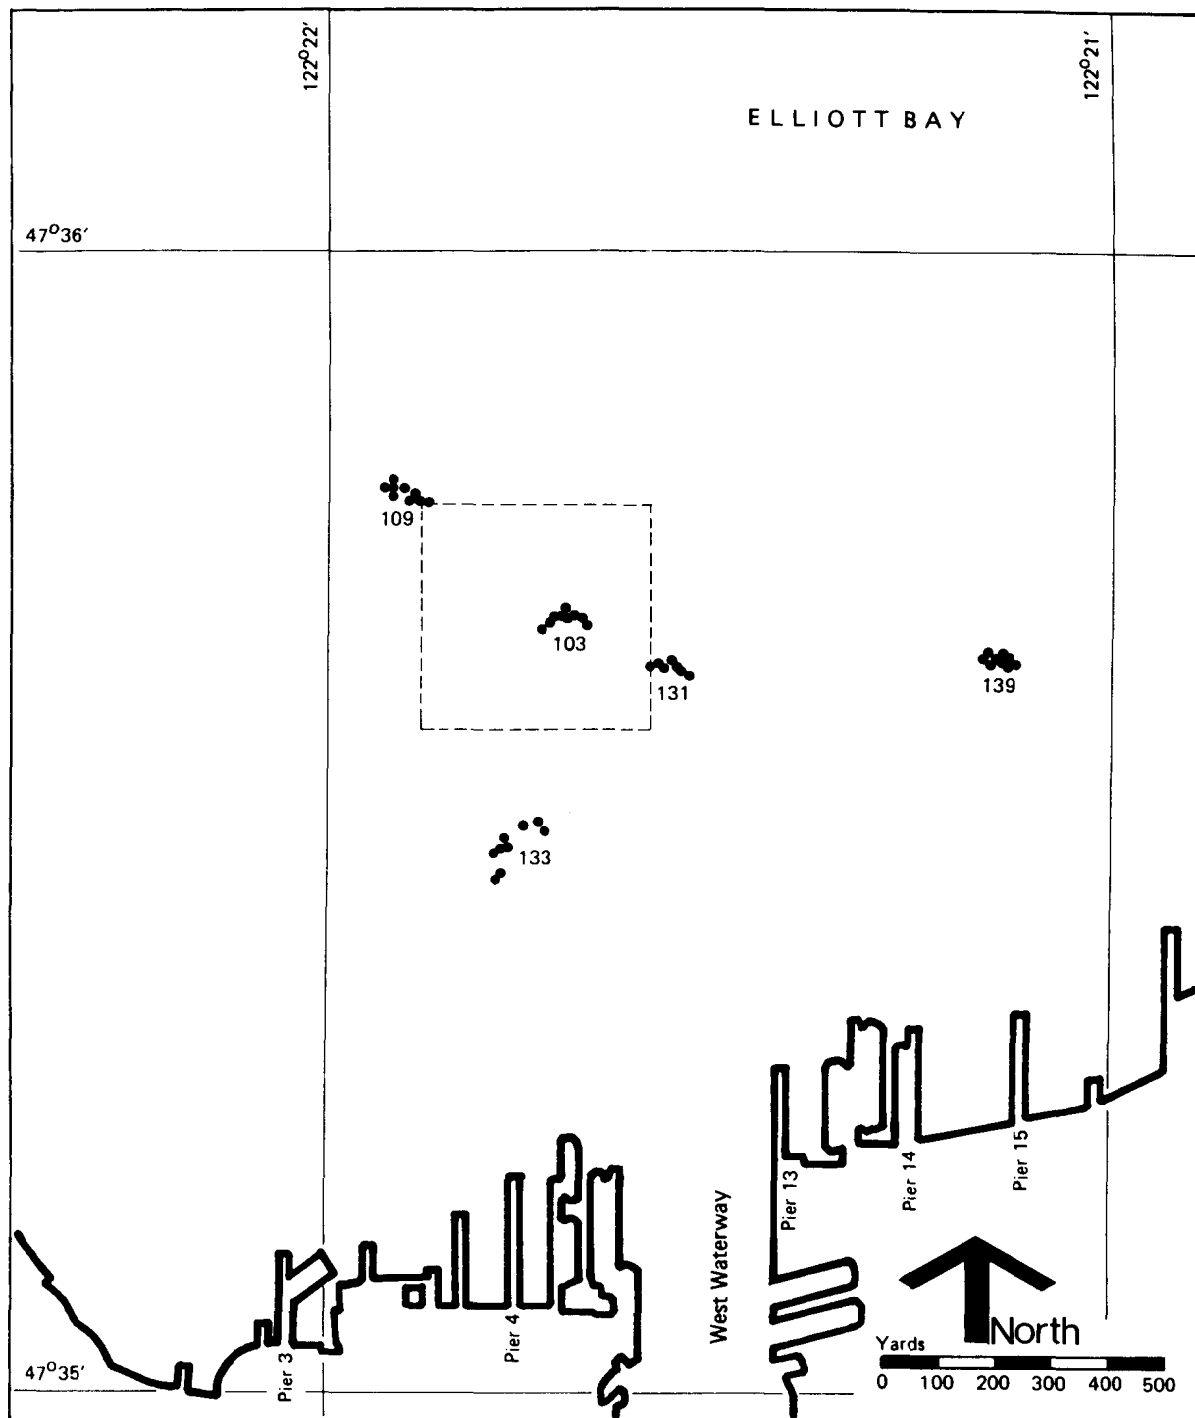 122°22'
122°21'
ELLIOTT BAY
47°36'
109
103
131
139
133
Pier 13
Pier 14
Pier 15
West Waterway
Pier 4
Pier 3
North
Yards
0 100 200 300 400 500
47°35'